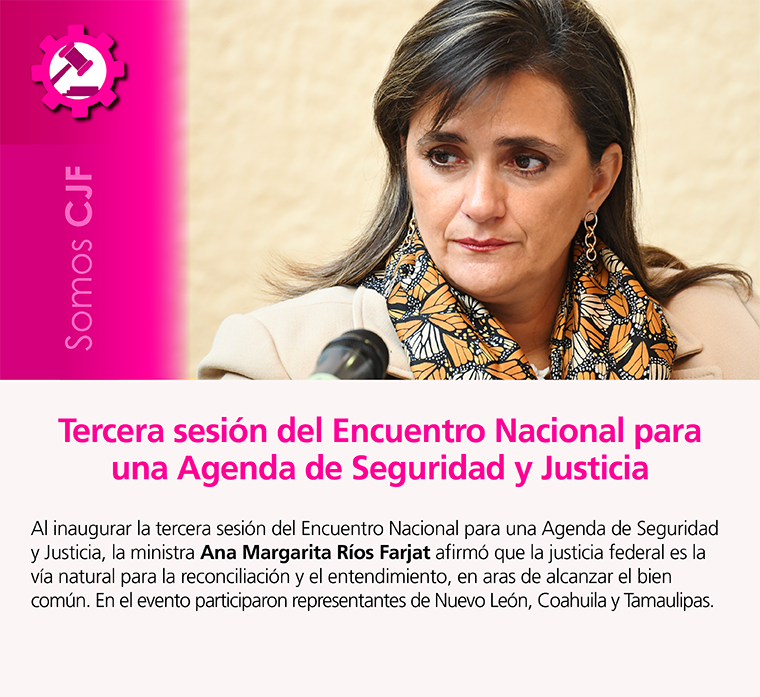 Somos CJF
Tercera sesión del Encuentro Nacional para
una Agenda de Seguridad y Justicia
Al inaugurar la tercera sesión del Encuentro Nacional para una Agenda de Seguridad
y Justicia, la ministra Ana Margarita Ríos Farjat afirmó que la justicia federal es la
vía natural para la reconciliación y el entendimiento, en aras de alcanzar el bien
común. En el evento participaron representantes de Nuevo León, Coahuila y Tamaulipas.